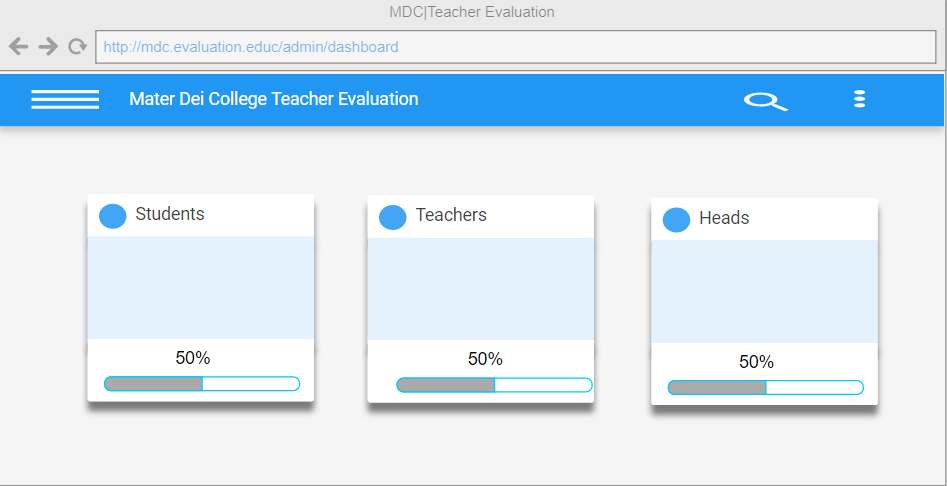 MDC|Teacher Evaluation
http://mdc.evaluation.educ/admin/dashboard
Mater Dei College Teacher Evaluation
Students
Teachers
Heads
50%
50%
50%